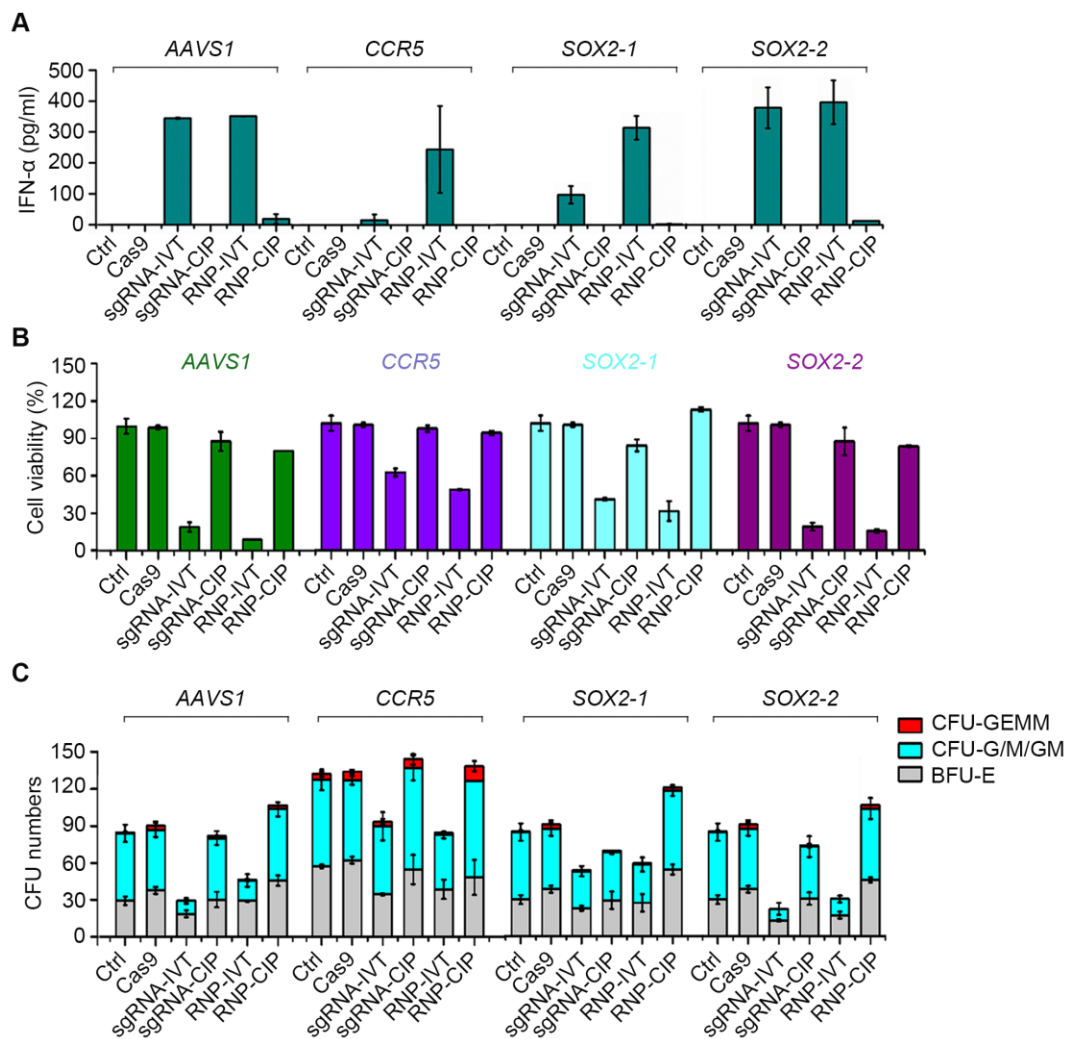 A
AAVS1 CCR5 SOX2-1 SOX2-2
IFN-α (pg/ml)
500
400
300
200
100
0
Ctrl Cas9 sgRNA-IVT sgRNA-CIP RNP-IVT RNP-CIP Ctrl Cas9 sgRNA-IVT sgRNA-CIP RNP-IVT RNP-CIP Ctrl Cas9 sgRNA-IVT sgRNA-CIP RNP-IVT RNP-CIP Ctrl Cas9 sgRNA-IVT sgRNA-CIP RNP-IVT RNP-CIP
B
AAVS1 CCR5 SOX2-1 SOX2-2
Cell viability (%)
150
120
90
60
30
0
Ctrl Cas9 sgRNA-IVT sgRNA-CIP RNP-IVT RNP-CIP Ctrl Cas9 sgRNA-IVT sgRNA-CIP RNP-IVT RNP-CIP Ctrl Cas9 sgRNA-IVT sgRNA-CIP RNP-IVT RNP-CIP Ctrl Cas9 sgRNA-IVT sgRNA-CIP RNP-IVT RNP-CIP
C
AAVS1 CCR5 SOX2-1 SOX2-2
CFU-GEMM
CFU-G/M/GM
BFU-E
CFU numbers
150
120
90
60
30
0
Ctrl Cas9 sgRNA-IVT sgRNA-CIP RNP-IVT RNP-CIP Ctrl Cas9 sgRNA-IVT sgRNA-CIP RNP-IVT RNP-CIP Ctrl Cas9 sgRNA-IVT sgRNA-CIP RNP-IVT RNP-CIP Ctrl Cas9 sgRNA-IVT sgRNA-CIP RNP-IVT RNP-CIP